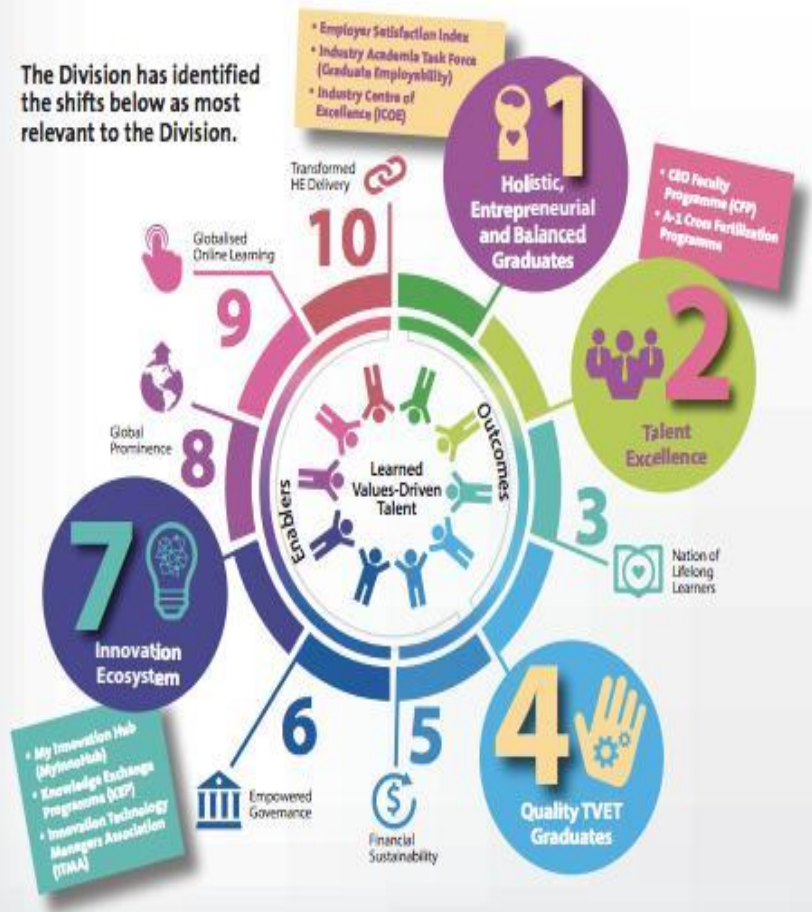 The Division has identified
the shifts below as most
relevant to the Division.
• Employer Satisfaction Index
• Industry Academia Task Force
(Graduate Employability)
• Industry Centre of
Excellence (ICOE)
1
Holistic,
Entrepreneurial
and Balanced
Graduates
• CEO Faculty
Programme (CFP)
• A-1 Cross Fertilization
Programme
2
Talent
Excellence
3
Nation of
Lifelong
Learners
4
Quality TVET
Graduates
5
Financial
Sustainability
6
Empowered
Governance
7
Innovation
Ecosystem
• My Innovation Hub
(MyInnoHub)
• Knowledge Exchange
Programme (KEP)
• Innovation Technology
Managers Association
(ITMA)
8
Global
Prominence
9
Globalised
Online Learning
10
Transformed
HE Delivery
Enablers
Outcomes
Learned
Values-Driven
Talent